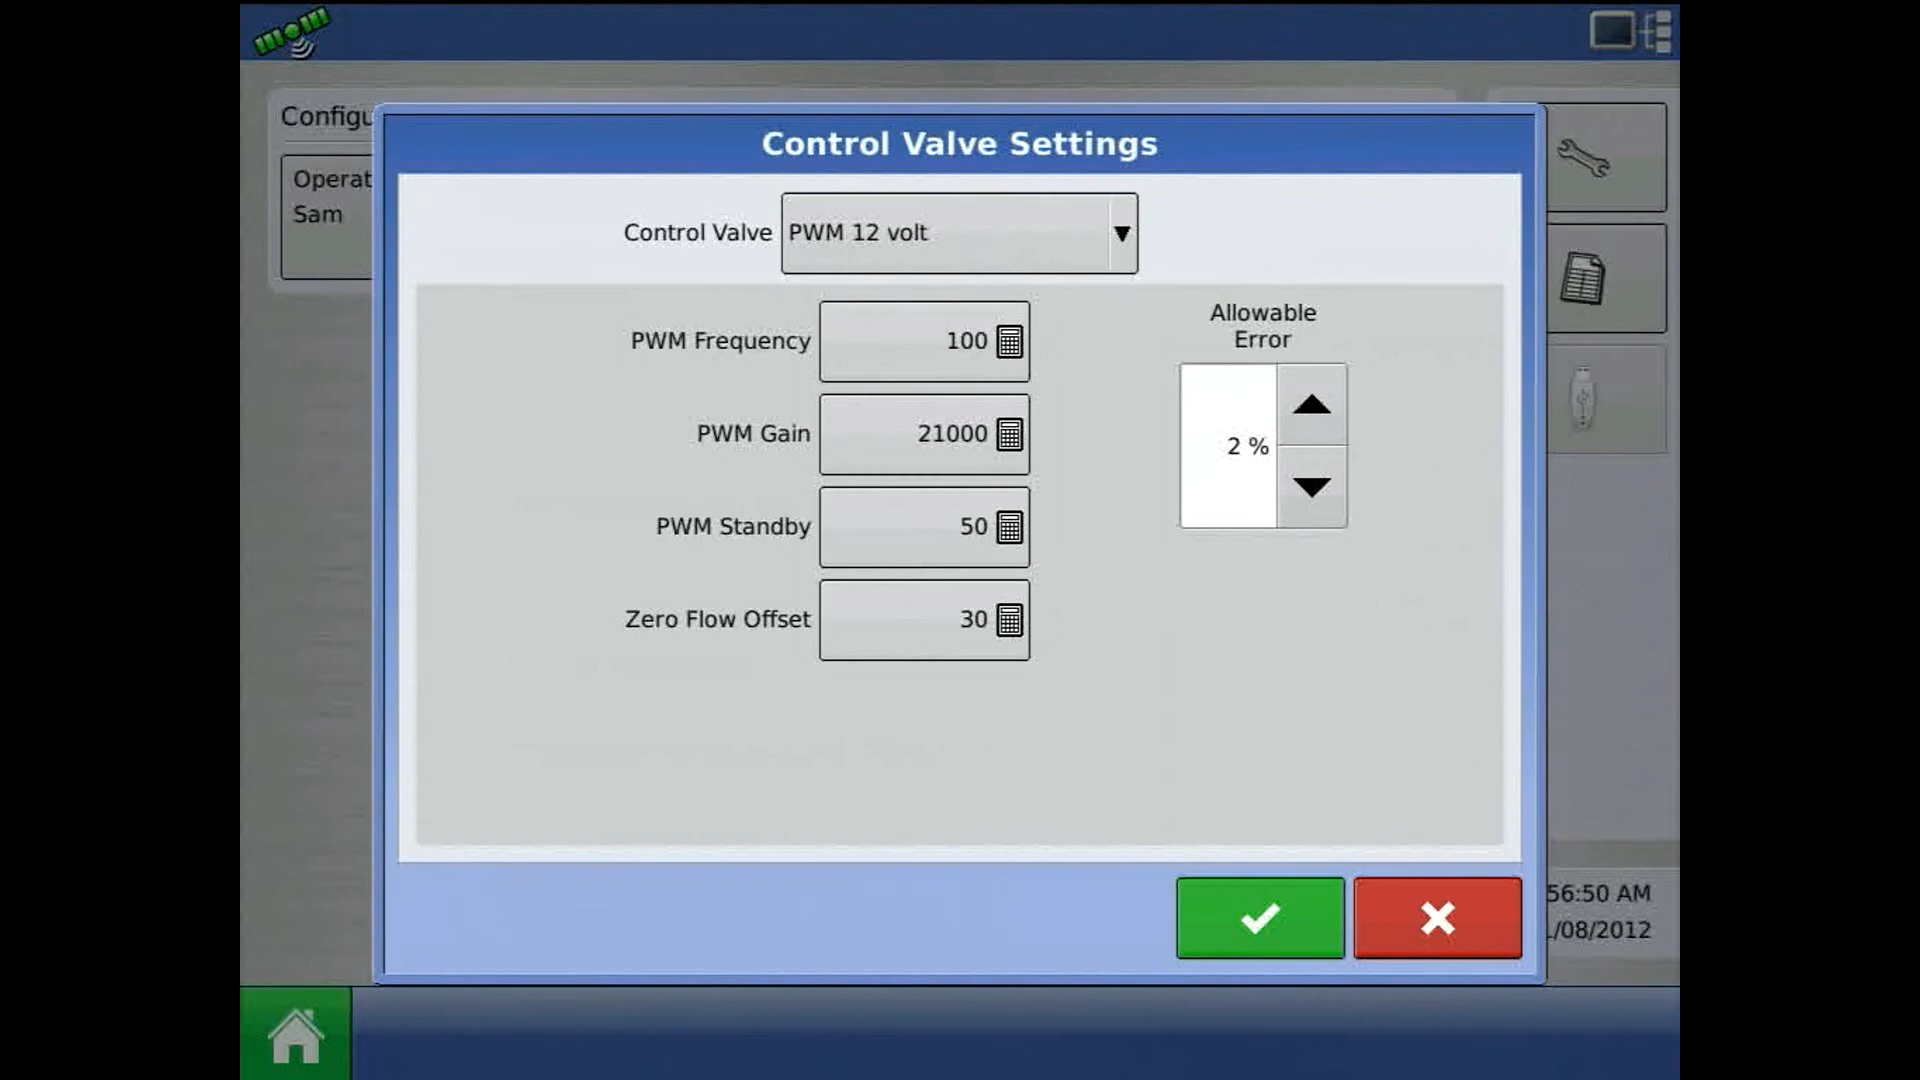 Control Valve Settings
Operat
Sam
Control Valve PWM 12 volt
PWM Frequency 100
PWM Gain 21000
PWM Standby 50
Zero Flow Offset 30
Allowable
Error
2 %
56:50 AM
/08/2012